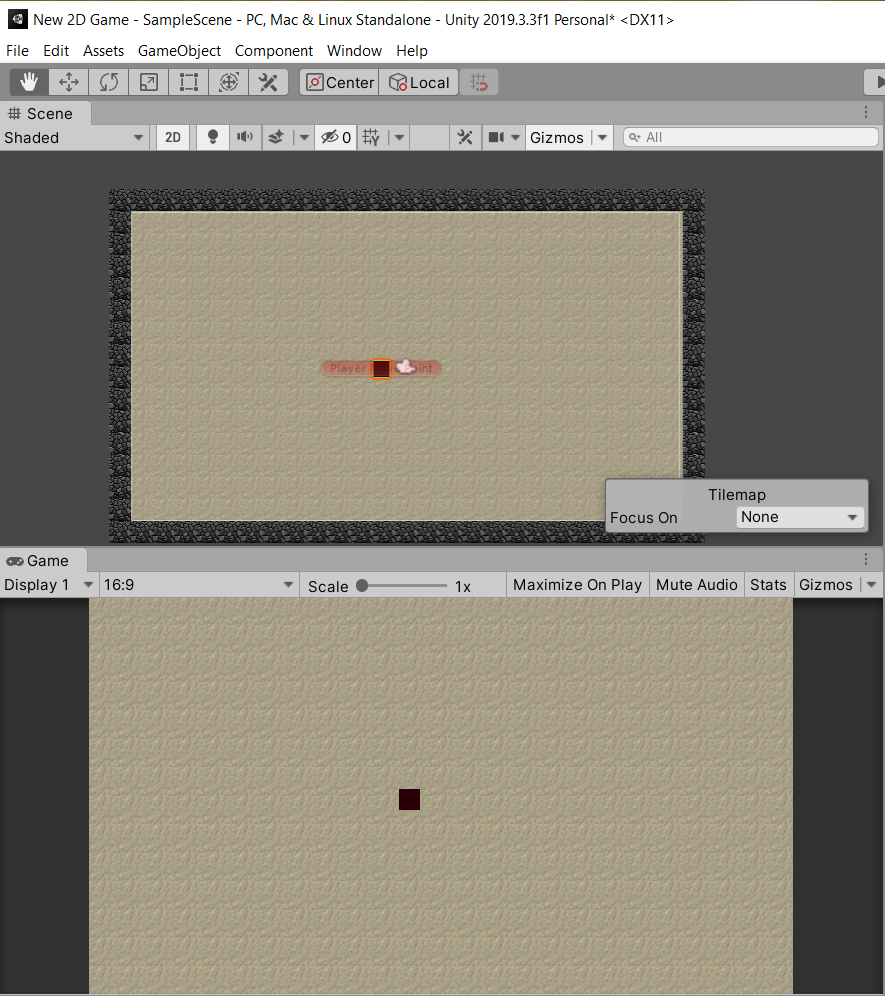 New 2D Game - SampleScene - PC, Mac & Linux Standalone - Unity 2019.3.3f1 Personal* <DX11>
File Edit Assets GameObject Component Window Help
Center Local
Scene
Shaded 2D 0 Gizmos All
Player
Tilemap
Focus On None
Game
Display 1 16:9 Scale 1x Maximize On Play Mute Audio Stats Gizmos